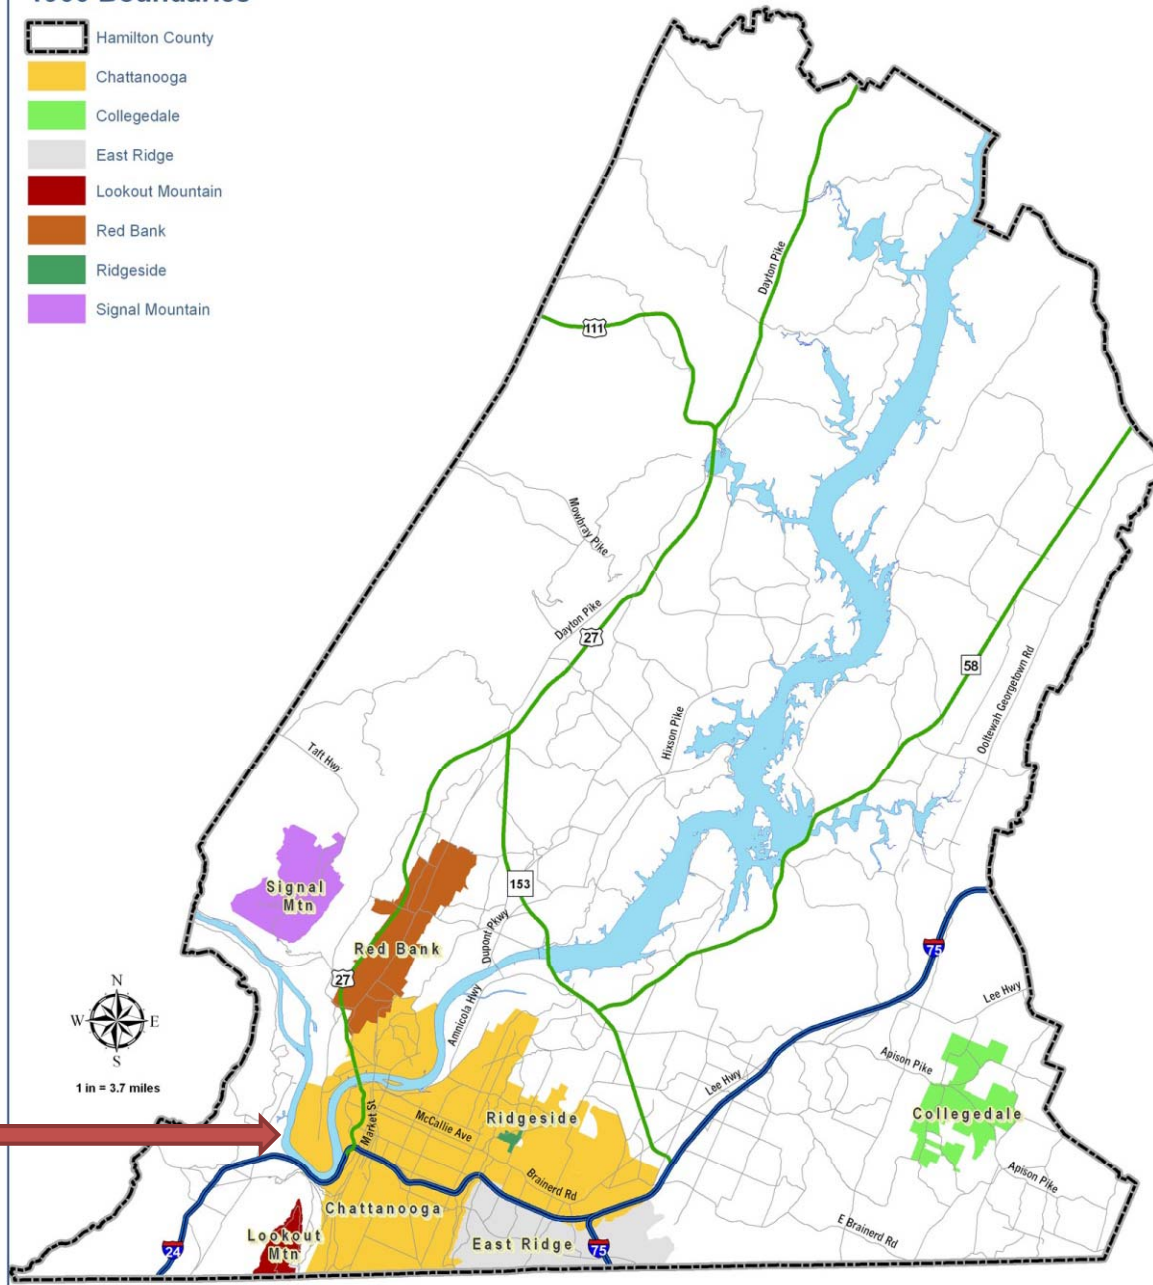 Boundaries
Hamilton County
Chattanooga
Collegedale
East Ridge
Lookout Mountain
Red Bank
Ridgeside
Signal Mountain
Dayton Pike
111
Mowbray Pike
Dayton Pike
27
58
Ooltewah Georgetown Rd
Hixson Pike
Taft Hwy
Signal
Mtn
153
Dupont Pkwy
Red Bank
27
75
Lee Hwy
N
W
E
S
1 in = 3.7 miles
Amnicola Hwy
Apison Pike
Lee Hwy
Market St
McCallie Ave
Ridgeside
Collegedale
Brainerd Rd
Apison Pike
Chattanooga
Lookout
Mtn
East Ridge
E Brainerd Rd
24
75